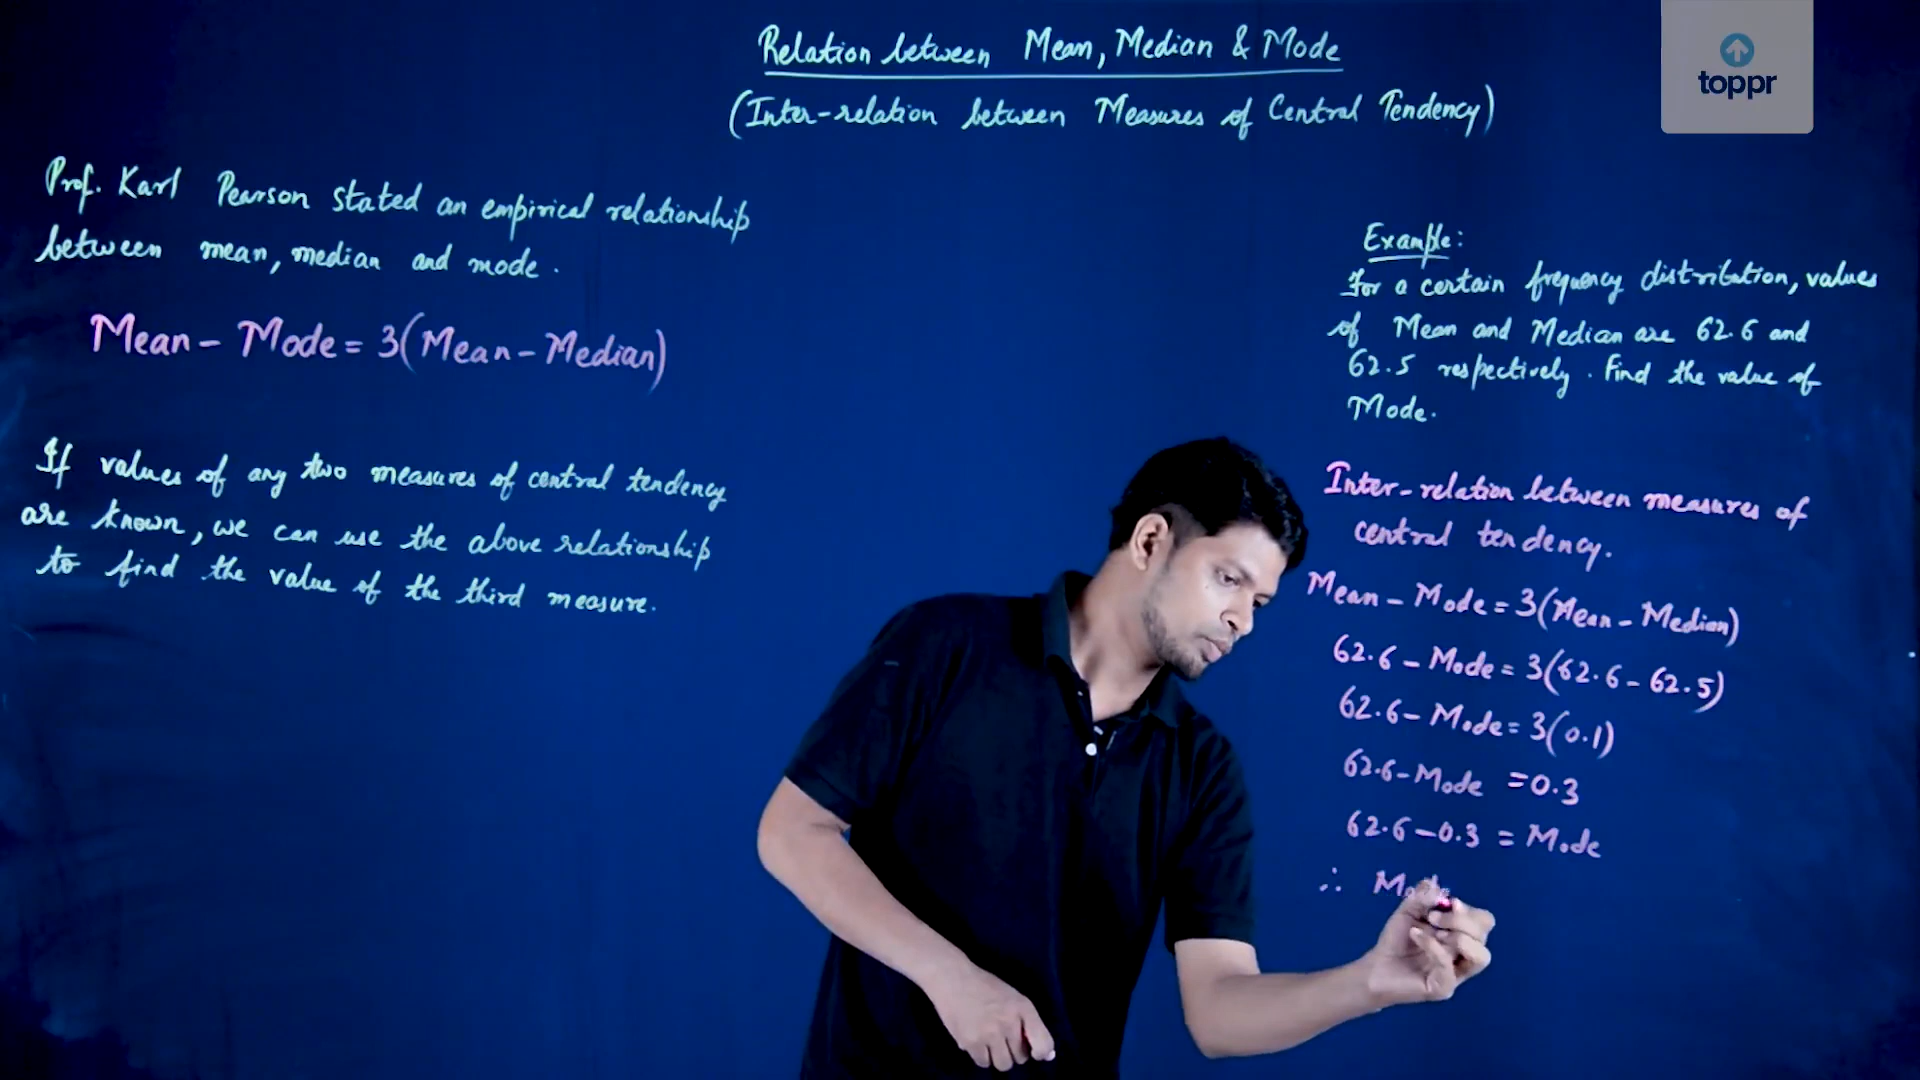 Relation between Mean, Median & Mode
(Inter-relation between Measures of Central Tendency)
toppr
Prof. Karl Pearson stated an empirical relationship
between mean, median and mode.
Mean - Mode = 3(Mean - Median)
If values of any two measures of central tendency
are known, we can use the above relationship
to find the value of the third measure.
Example:
For a certain frequency distribution, values
of Mean and Median are 62.6 and
62.5 respectively. Find the value of
Mode.
Inter-relation between measures of
central tendency.
Mean - Mode = 3(Mean - Median)
62.6 - Mode = 3(62.6 - 62.5)
62.6 - Mode = 3(0.1)
62.6 - Mode = 0.3
62.6 - 0.3 = Mode
∴ Mode